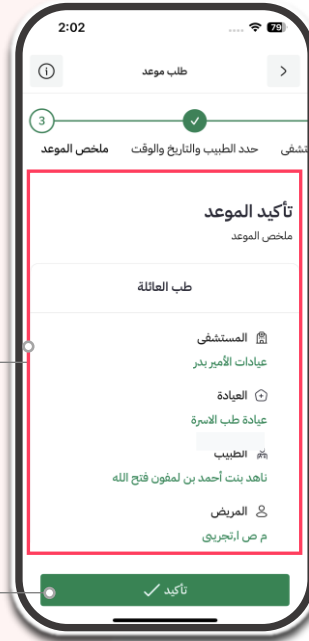 2:02
79
طلب موعد
3
تشفى
حدد الطبيب والتاريخ والوقت
ملخص الموعد
تأكيد الموعد
ملخص الموعد
طب العائلة
المستشفى
عيادات الأمير بدر
العيادة
عيادة طب الاسرة
الطبيب
ناهد بنت أحمد بن لمفون فتح الله
المريض
م ص ا,تجريبى
تأكيد